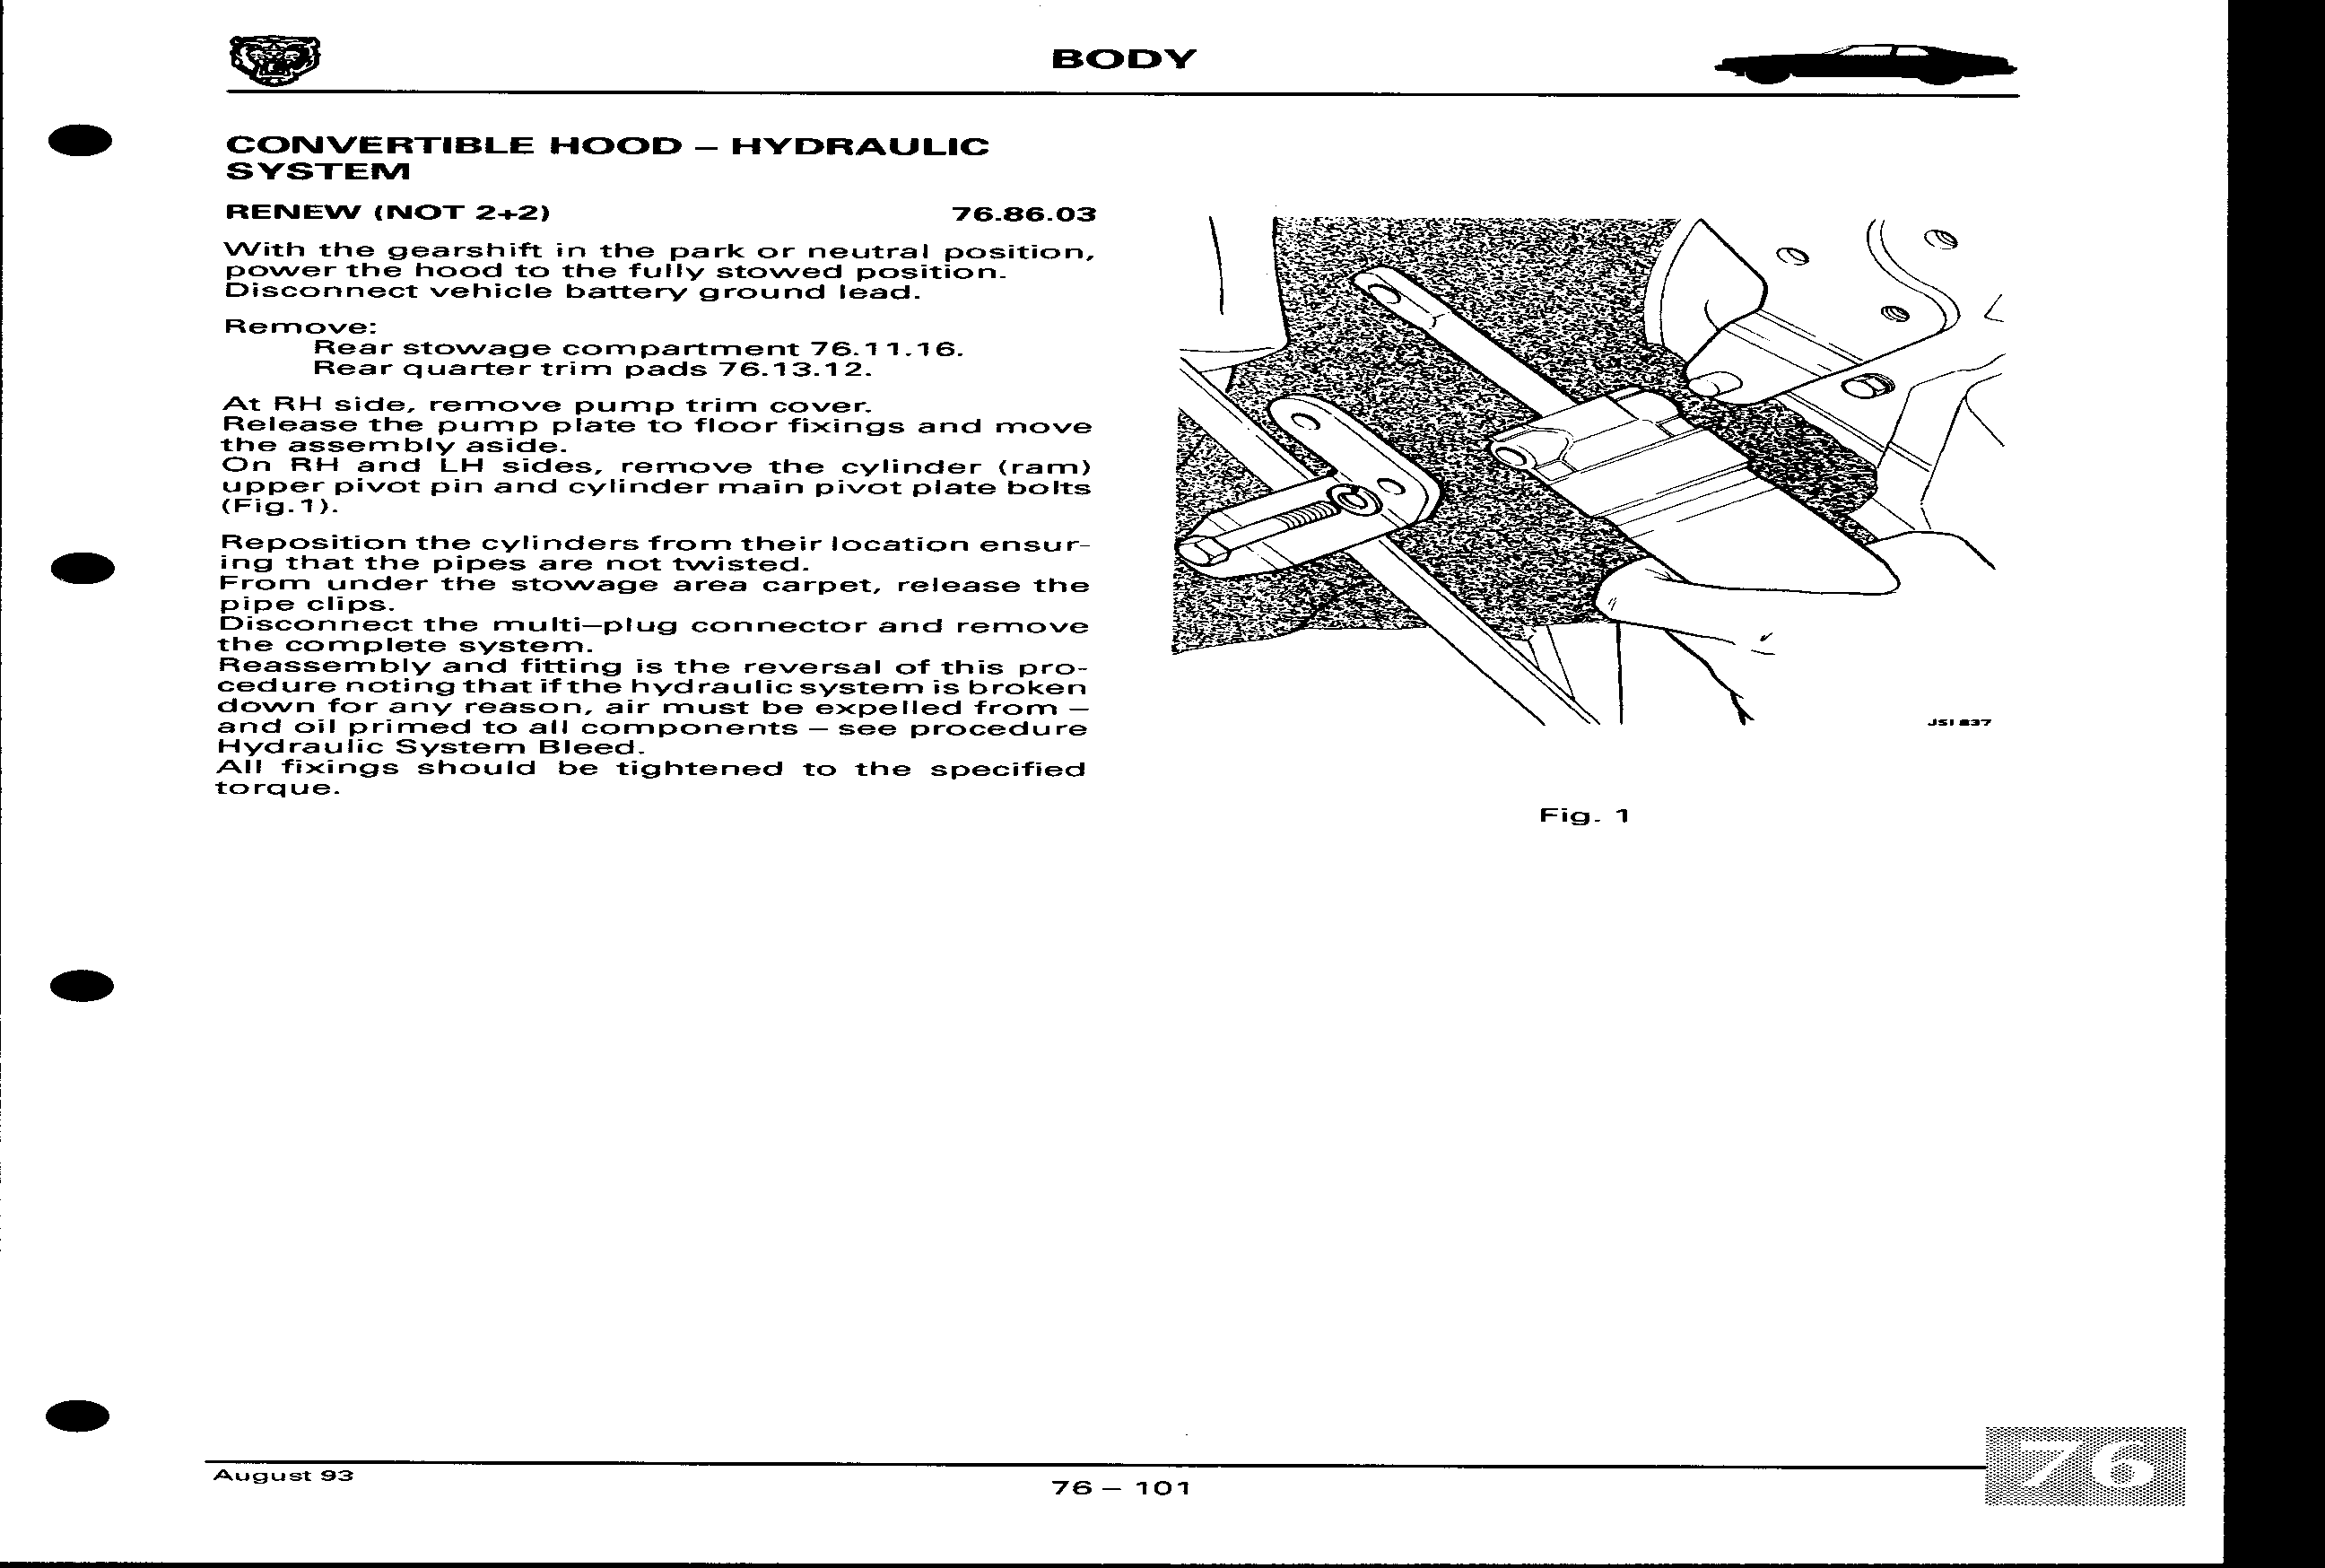 BODY
CONVERTIBLE HOOD – HYDRAULIC
SYSTEM
RENEW (NOT 2+2) 76.86.03
With the gearshift in the park or neutral position,
power the hood to the fully stowed position.
Disconnect vehicle battery ground lead.
Remove:
Rear stowage compartment 76.11.16.
Rear quarter trim pads 76.13.12.
At RH side, remove pump trim cover.
Release the pump plate to floor fixings and move
the assembly aside.
On RH and LH sides, remove the cylinder (ram)
upper pivot pin and cylinder main pivot plate bolts
(Fig.1).
Reposition the cylinders from their location ensur-
ing that the pipes are not twisted.
From under the stowage area carpet, release the
pipe clips.
Disconnect the multi–plug connector and remove
the complete system.
Reassembly and fitting is the reversal of this pro-
cedure noting that if the hydraulic system is broken
down for any reason, air must be expelled from –
and oil primed to all components – see procedure
Hydraulic System Bleed.
All fixings should be tightened to the specified
torque.
JS1 837
Fig. 1
August 93
76 – 101
76